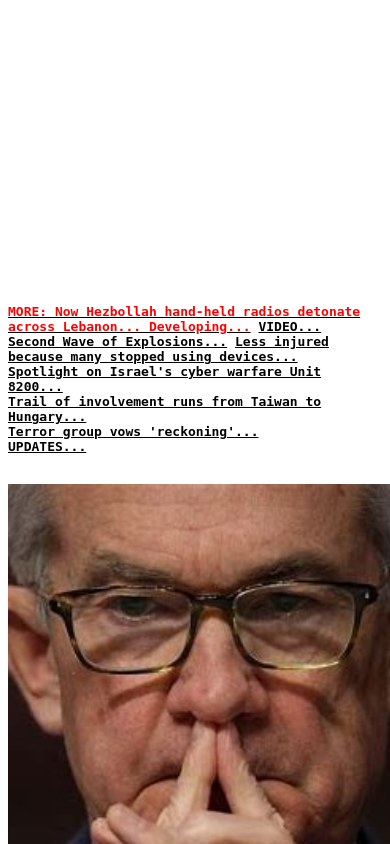 MORE: Now Hezbollah hand-held radios detonate
across Lebanon... Developing... VIDEO...
Second Wave of Explosions... Less injured
because many stopped using devices...
Spotlight on Israel's cyber warfare Unit
8200...
Trail of involvement runs from Taiwan to
Hungary...
Terror group vows 'reckoning'...
UPDATES...